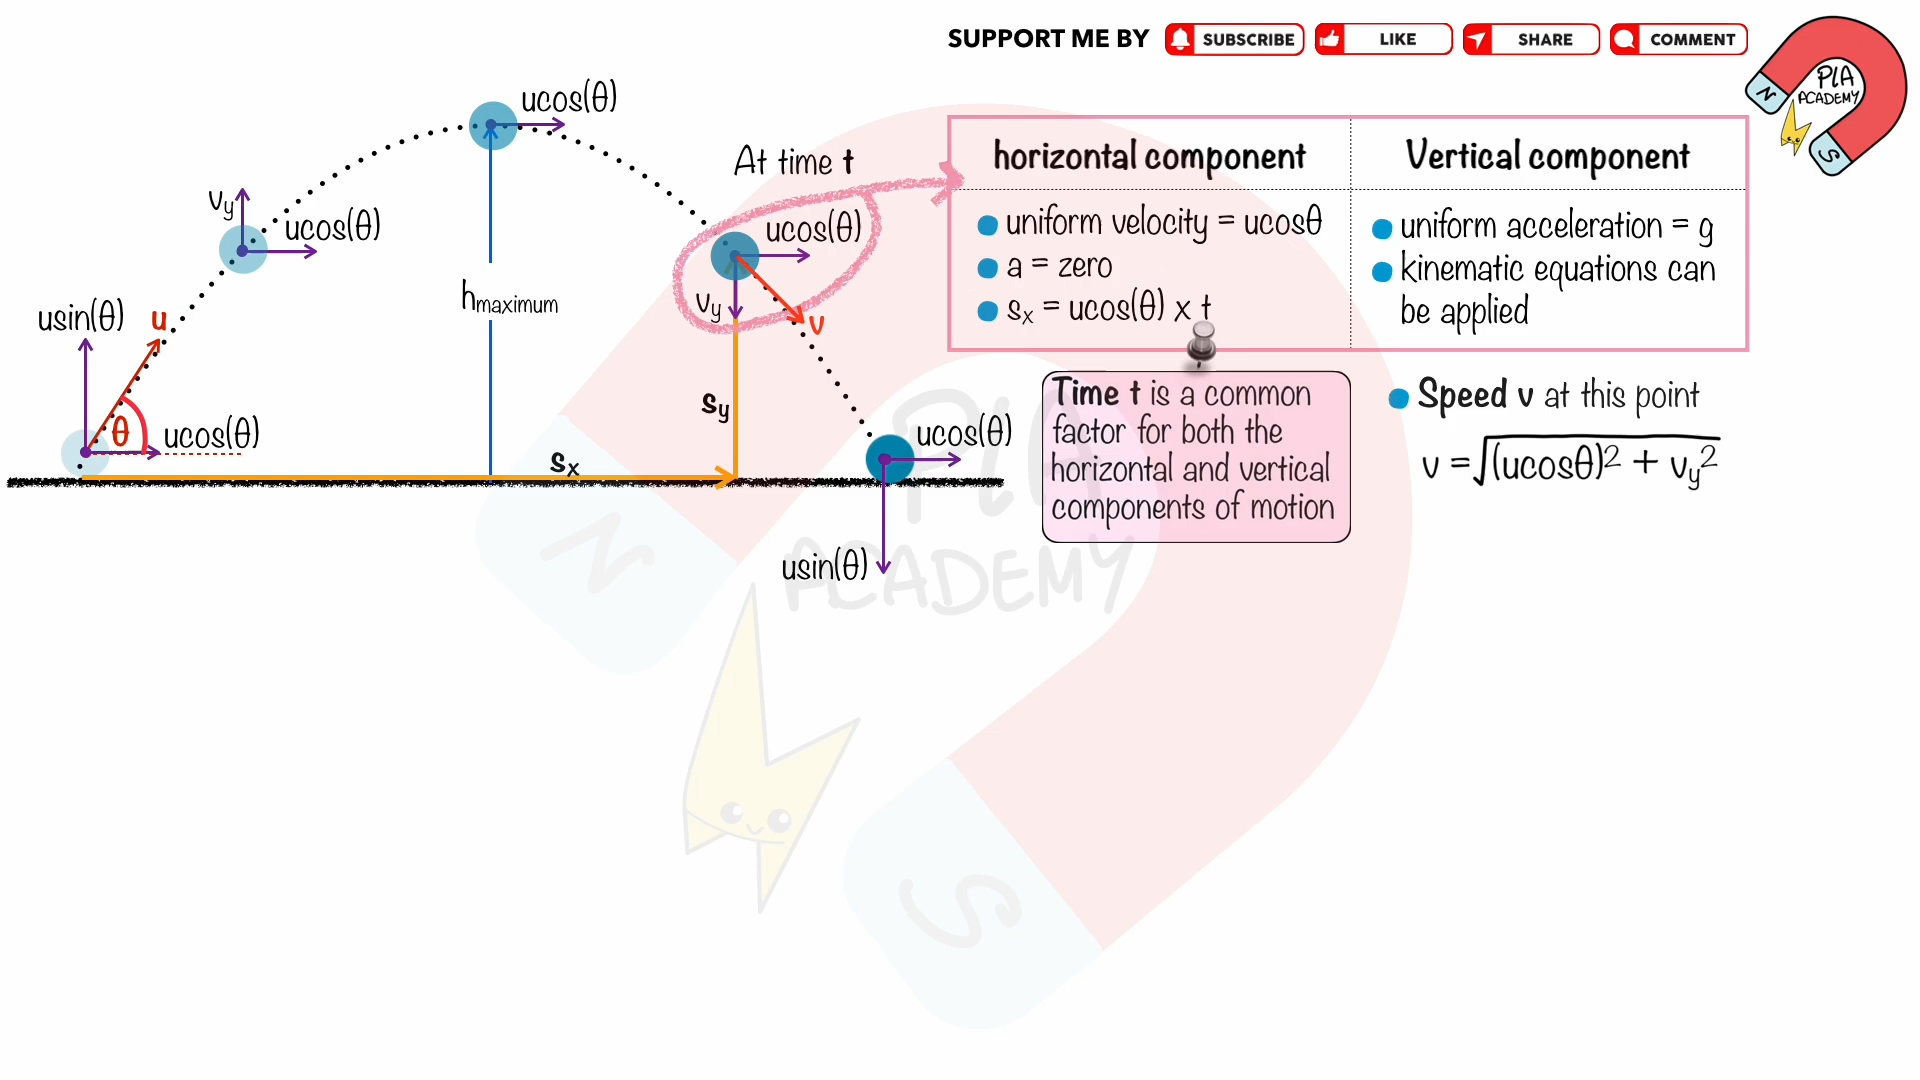 SUPPORT ME BY
SUBSCRIBE
LIKE
SHARE
COMMENT
PLA
ACADEMY
N
S
ucos(θ)
At time t
vy
ucos(θ)
ucos(θ)
hmaximum
vy
v
usin(θ)
u
θ
ucos(θ)
sy
sx
ucos(θ)
usin(θ)
horizontal component
uniform velocity = ucosθ
a = zero
sx = ucos(θ) x t
Vertical component
uniform acceleration = g
kinematic equations can
be applied
Time t is a common
factor for both the
horizontal and vertical
components of motion
Speed v at this point
v = √(ucosθ)² + vy²
PLA
ACADEMY
N
S